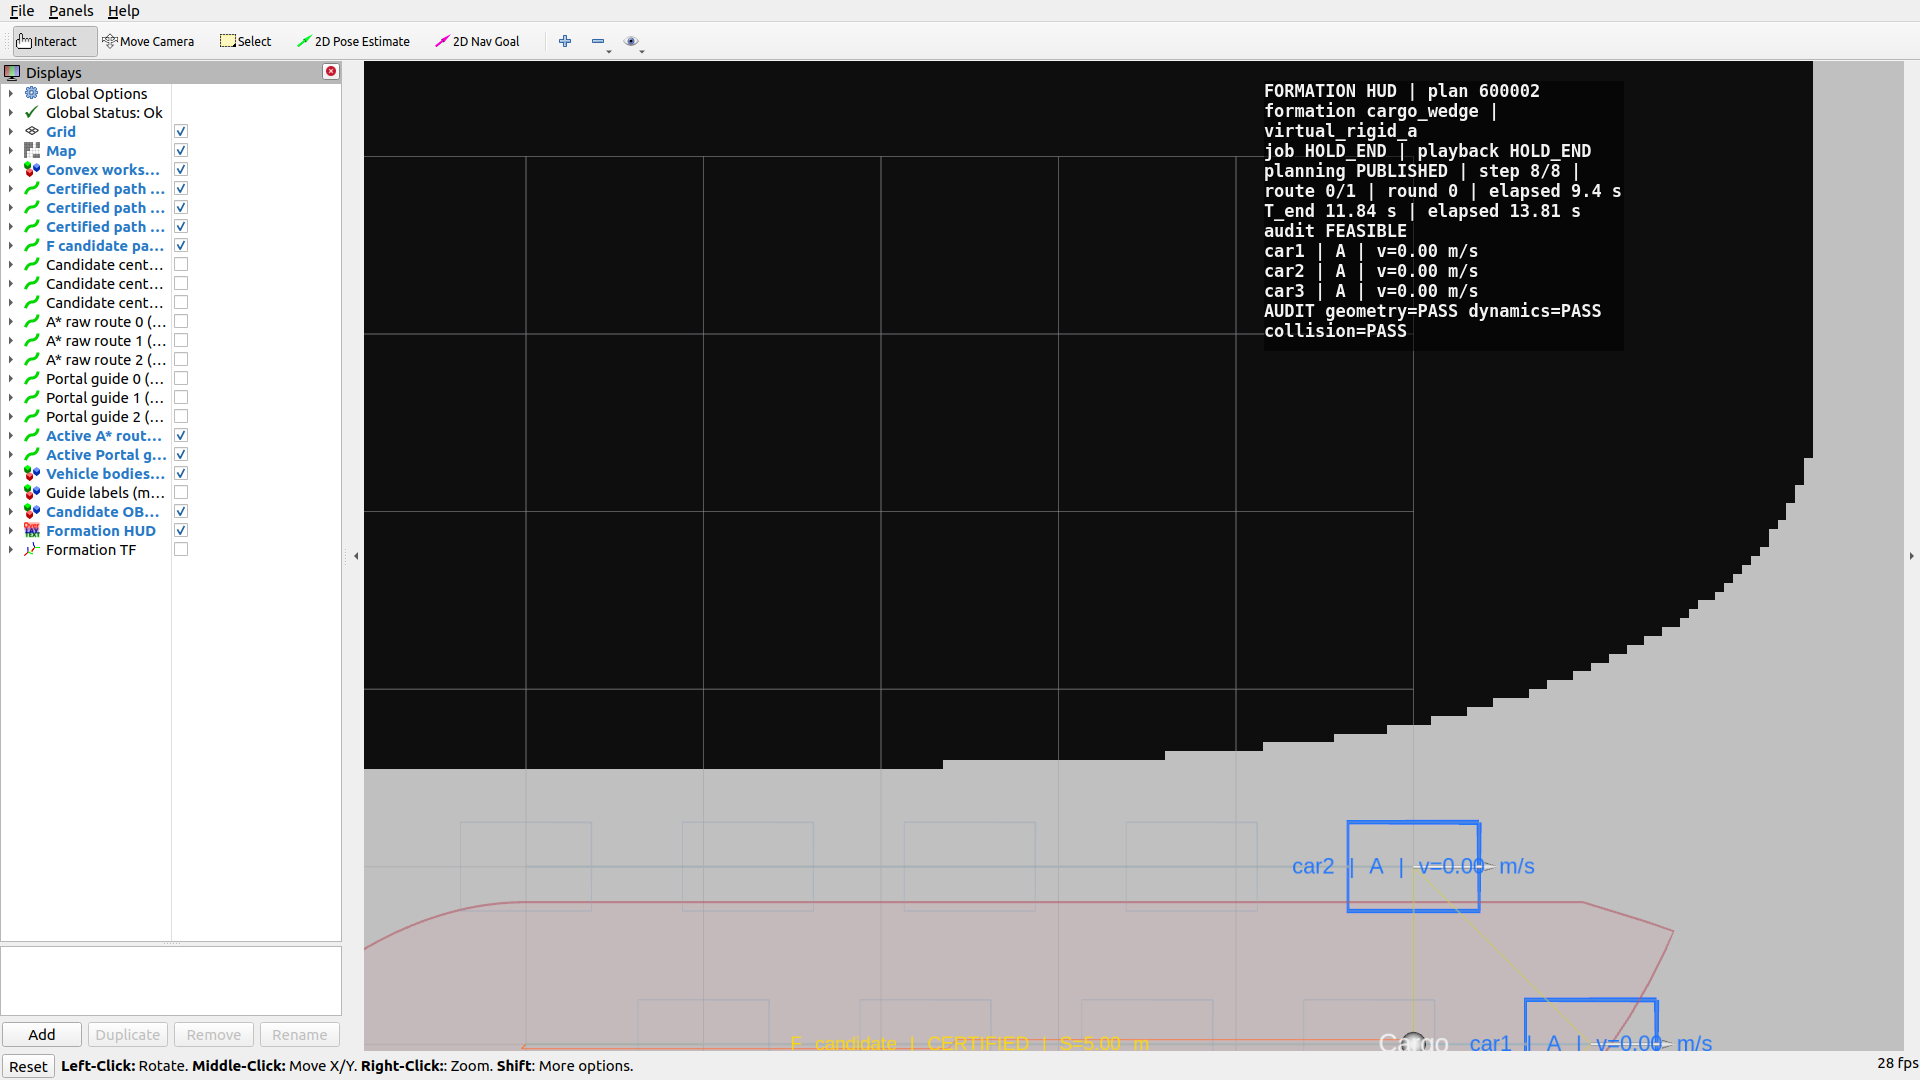 File Panels Help
Interact Move Camera Select 2D Pose Estimate 2D Nav Goal
Displays
Global Options
Global Status: Ok
Grid
Map
Convex works...
Certified path ...
Certified path ...
Certified path ...
F candidate pa...
Candidate cent...
Candidate cent...
Candidate cent...
A* raw route 0 (...
A* raw route 1 (...
A* raw route 2 (...
Portal guide 0 (...
Portal guide 1 (...
Portal guide 2 (...
Active A* rout...
Active Portal g...
Vehicle bodies...
Guide labels (m...
Candidate OB...
Formation HUD
Formation TF
Add Duplicate Remove Rename
FORMATION HUD | plan 600002
formation cargo_wedge |
virtual_rigid_a
job HOLD_END | playback HOLD_END
planning PUBLISHED | step 8/8 |
route 0/1 | round 0 | elapsed 9.4 s
T_end 11.84 s | elapsed 13.81 s
audit FEASIBLE
car1 | A | v=0.00 m/s
car2 | A | v=0.00 m/s
car3 | A | v=0.00 m/s
AUDIT geometry=PASS dynamics=PASS
collision=PASS
car2 | A | v=0.00 m/s
F candidate | CERTIFIED | S=5.00 m
Cargo
car1 | A | v=0.00 m/s
Reset Left-Click: Rotate. Middle-Click: Move X/Y. Right-Click:: Zoom. Shift: More options.
28 fps